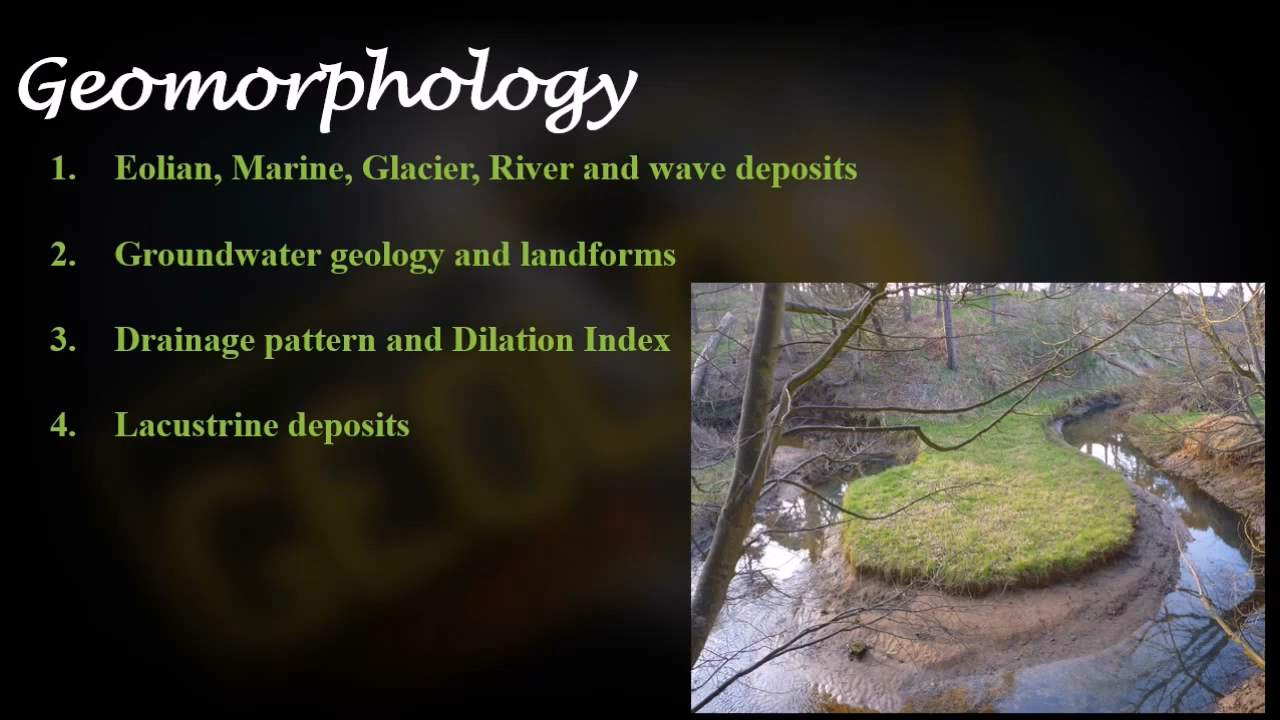 Geomorphology
1. Eolian, Marine, Glacier, River and wave deposits
2. Groundwater geology and landforms
3. Drainage pattern and Dilation Index
4. Lacustrine deposits